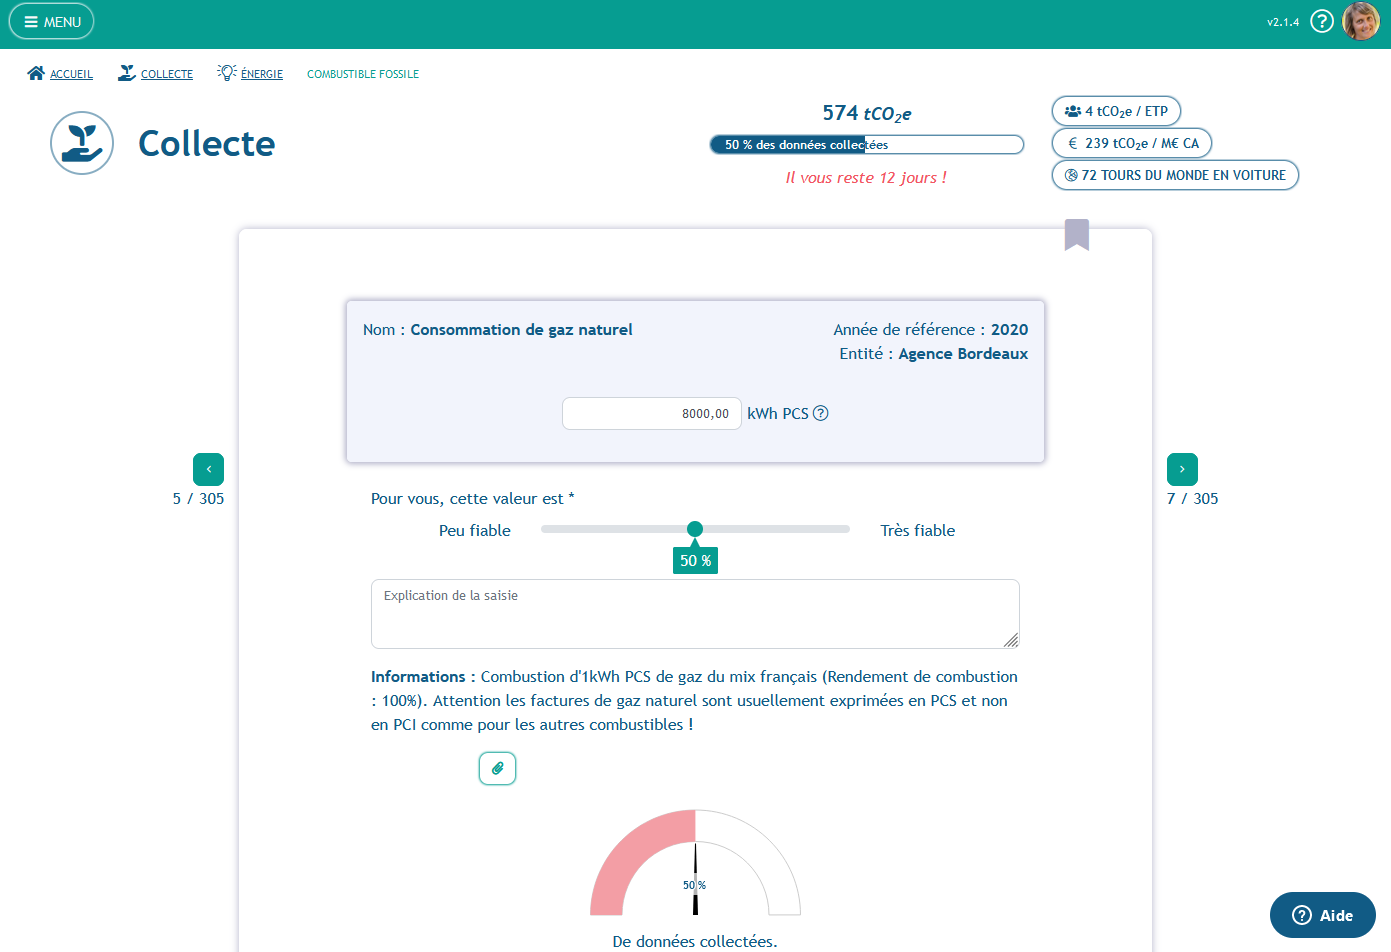 MENU
v2.1.4
ACCUEIL
COLLECTE
ÉNERGIE
COMBUSTIBLE FOSSILE
Collecte
574 tCO2e
50 % des données collectées
Il vous reste 12 jours !
4 tCO2e / ETP
€ 239 tCO2e / M€ CA
72 TOURS DU MONDE EN VOITURE
Nom : Consommation de gaz naturel
Année de référence : 2020
Entité : Agence Bordeaux
8000,00 kWh PCS ?
<
5 / 305
>
7 / 305
Pour vous, cette valeur est *
Peu fiable
Très fiable
50 %
Explication de la saisie
Informations : Combustion d'1kWh PCS de gaz du mix français (Rendement de combustion
: 100%). Attention les factures de gaz naturel sont usuellement exprimées en PCS et non
en PCI comme pour les autres combustibles !
50 %
De données collectées.
? Aide